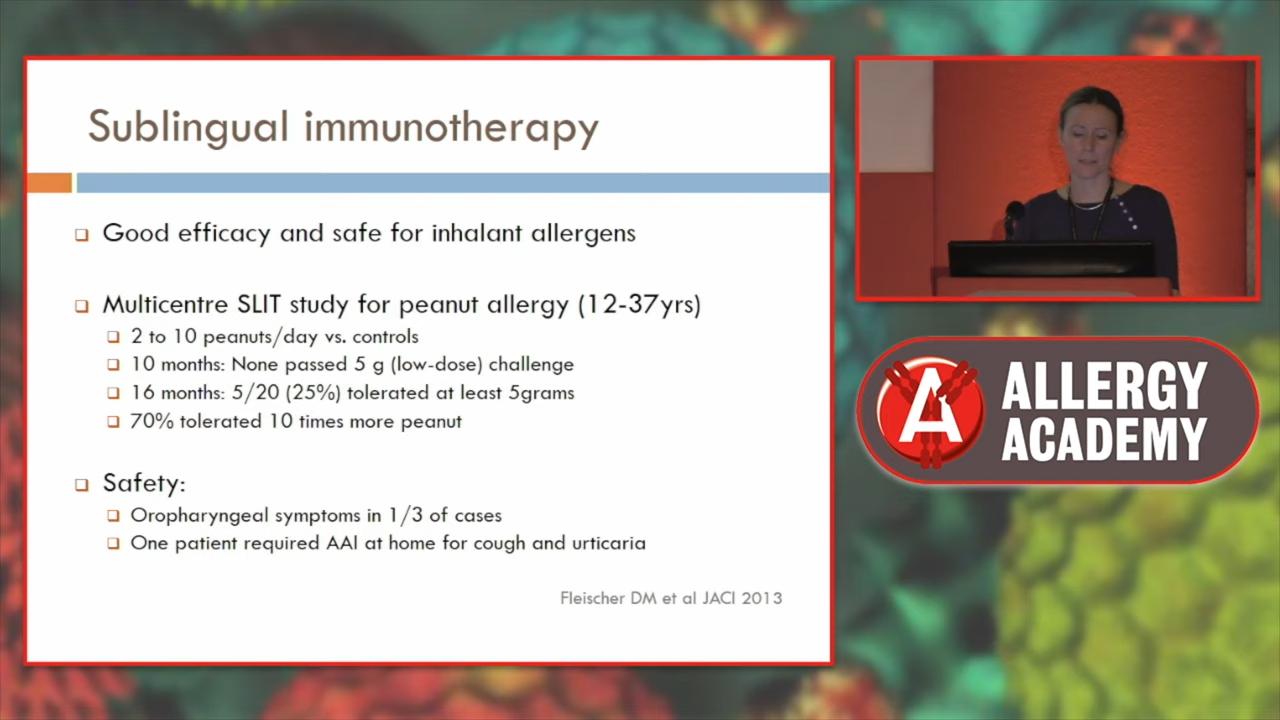 Sublingual immunotherapy
Good efficacy and safe for inhalant allergens
Multicentre SLIT study for peanut allergy (12-37yrs)
2 to 10 peanuts/day vs. controls
10 months: None passed 5 g (low-dose) challenge
16 months: 5/20 (25%) tolerated at least 5grams
70% tolerated 10 times more peanut
Safety:
Oropharyngeal symptoms in 1/3 of cases
One patient required AAI at home for cough and urticaria
Fleischer DM et al JACI 2013
A
ALLERGY
ACADEMY